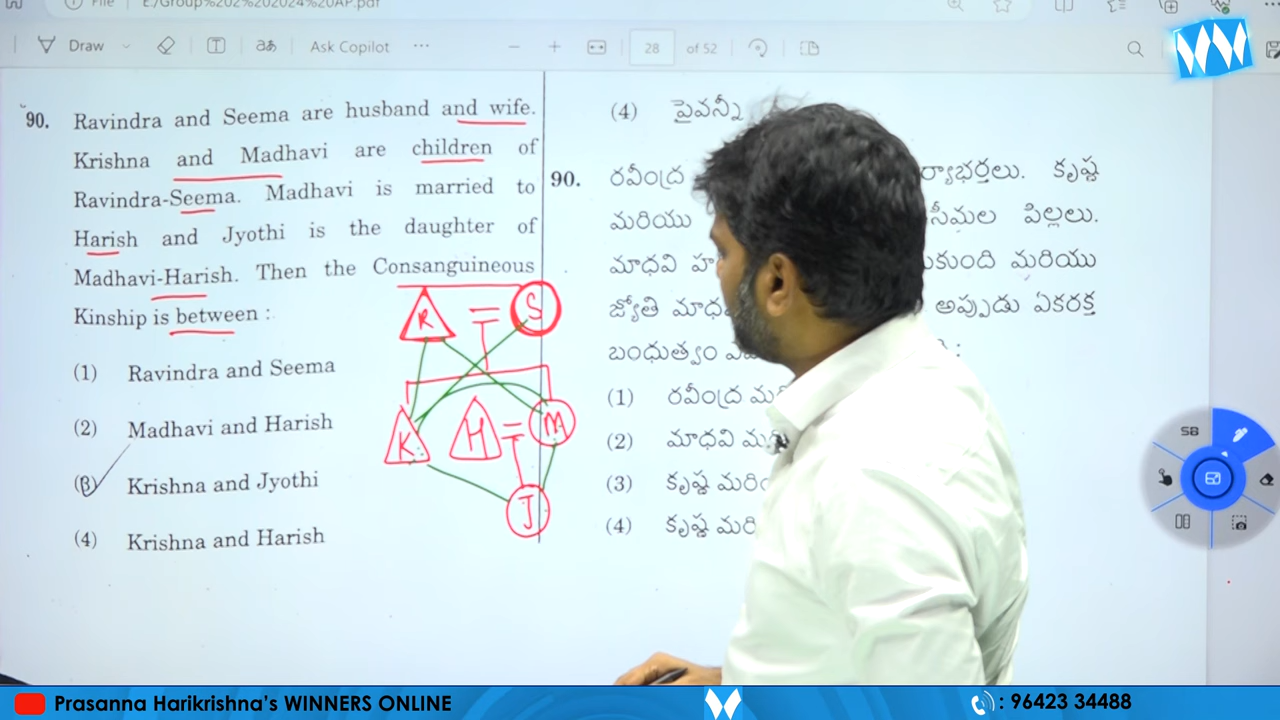 File
E:/Group%202%202024%20AP.pdf
Draw
aあ
Ask Copilot
28 of 52
90. Ravindra and Seema are husband and wife.
Krishna and Madhavi are children of
Ravindra-Seema. Madhavi is married to
Harish and Jyothi is the daughter of
Madhavi-Harish. Then the Consanguineous
Kinship is between :
(1) Ravindra and Seema
(2) Madhavi and Harish
(3) Krishna and Jyothi
(4) Krishna and Harish
R = S
K H = M
J
(4) పైవన్నీ
90. రవీంద్ర
కృష్ణ
మరియు
సీమల పిల్లలు.
మాధవి
మరియు
జ్యోతి
అప్పుడు ఏకరక్త
బంధుత్వం
(1) రవీంద్ర
(2) మాధవి
(3) కృష్ణ
(4) కృష్ణ
SB
W
Prasanna Harikrishna's WINNERS ONLINE
W
: 96423 34488